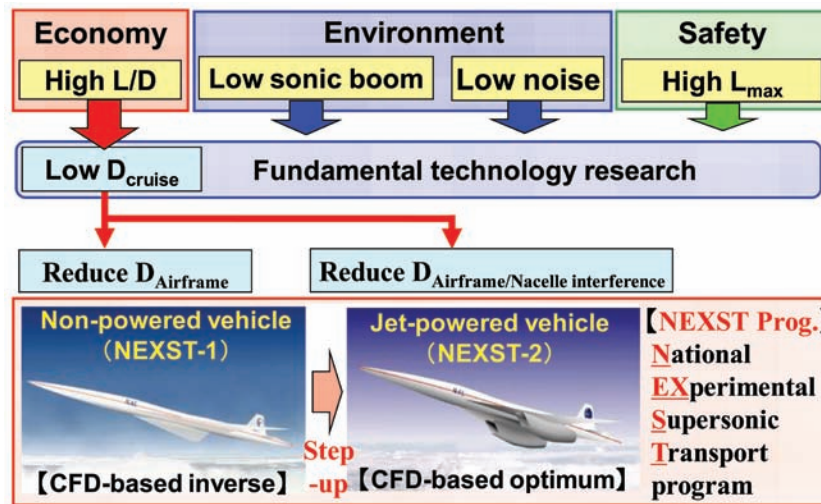 Economy
Environment
Safety
High L/D
Low sonic boom
Low noise
High Lmax
Low Dcruise
Fundamental technology research
Reduce DAirframe
Reduce DAirframe/Nacelle interference
Non-powered vehicle
(NEXST-1)
Jet-powered vehicle
(NEXST-2)
【NEXST Prog.】
National
EXperimental
Supersonic
Transport
program
Step
-up
【CFD-based inverse】
【CFD-based optimum】